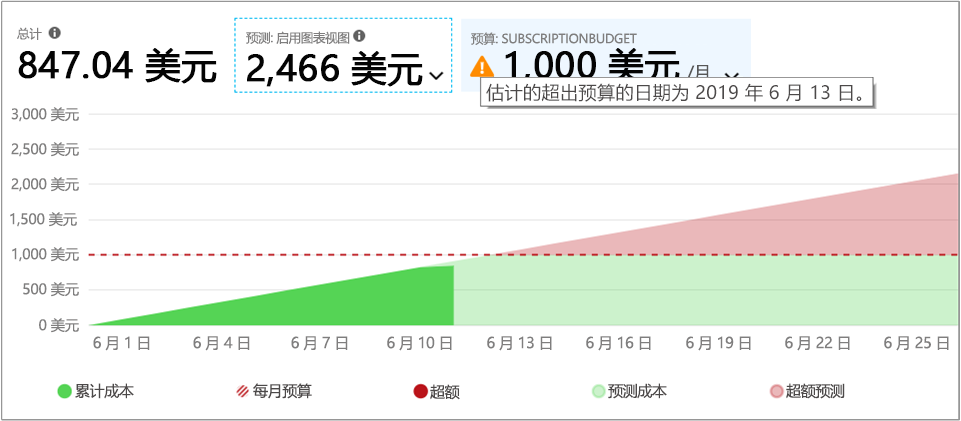 总计
847.04 美元
预测: 启用图表视图
2,466 美元
预算: SUBSCRIPTIONBUDGET
1,000 美元 /月
估计的超出预算的日期为 2019 年 6 月 13 日。
3,000 美元
2,500 美元
2,000 美元
1,500 美元
1,000 美元
500 美元
0 美元
6 月 1 日 6 月 4 日 6 月 7 日 6 月 10 日 6 月 13 日 6 月 16 日 6 月 19 日 6 月 22 日 6 月 25 日
累计成本 每月预算 超额 预测成本 超额预测